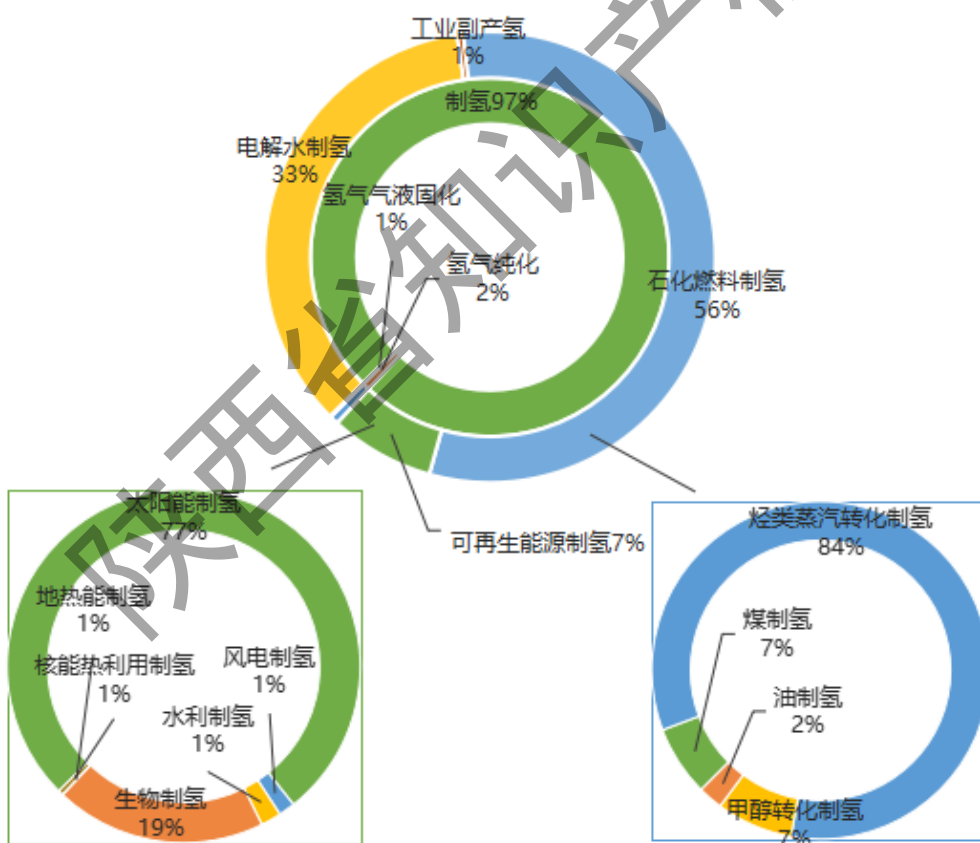 工业副产氢
1%
制氢97%
电解水制氢
33%
氢气气液固化
1%
氢气纯化
2%
石化燃料制氢
56%
可再生能源制氢7%
太阳能制氢
77%
地热能制氢
1%
核能热利用制氢
1%
风电制氢
1%
水利制氢
1%
生物制氢
19%
烃类蒸汽转化制氢
84%
煤制氢
7%
油制氢
2%
甲醇转化制氢
7%
陕西省知识产权